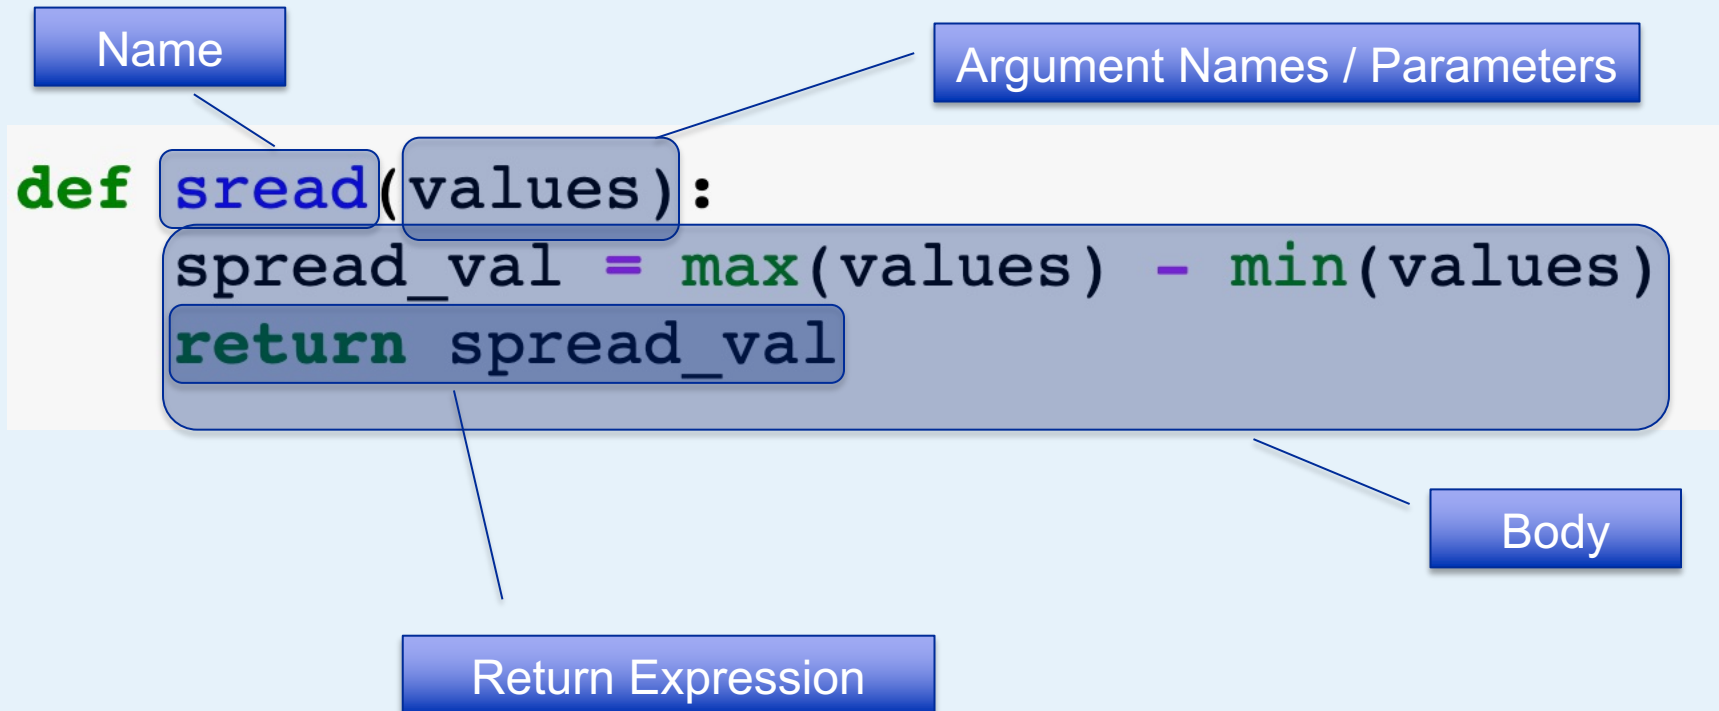 Name
Argument Names / Parameters
def sread(values):
spread_val = max(values) - min(values)
return spread_val
Body
Return Expression